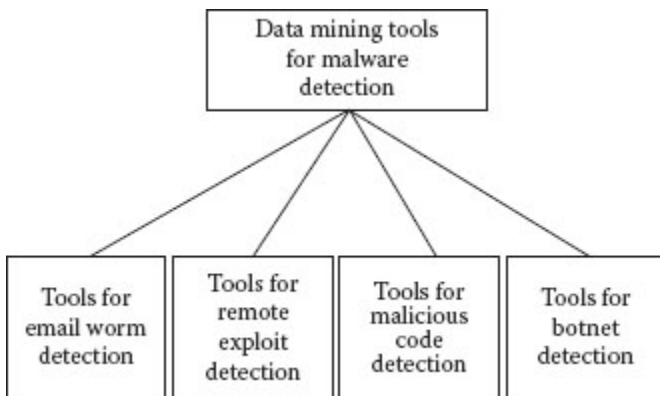 Data mining tools
for malware
detection
Tools for
email worm
detection
Tools for
remote
exploit
detection
Tools for
malicious
code
detection
Tools for
botnet
detection